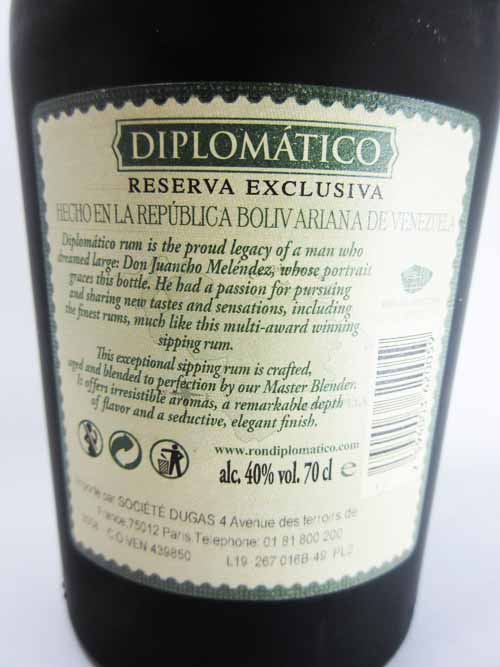 DIPLOMÁTICO
RESERVA EXCLUSIVA
HECHO EN LA REPÚBLICA BOLIVARIANA DE VENEZUELA
Diplomático rum is the proud legacy of a man who
dreamed large: Don Juancho Meléndez, whose portrait
graces this bottle. He had a passion for pursuing
and sharing new tastes and sensations, including
the finest rums, much like this multi-award winning
sipping rum.
This exceptional sipping rum is crafted,
aged and blended to perfection by our Master Blender.
It offers irresistible aromas, a remarkable depth
of flavor and a seductive, elegant finish.
www.rondiplomatico.com
alc. 40% vol. 70 cl e
Importé par SOCIÉTÉ DUGAS 4 Avenue des terroirs de
France,75012 Paris.Telephone: 01 81 800 200
C.O VEN 439850 L19-267 016B-49 PL2